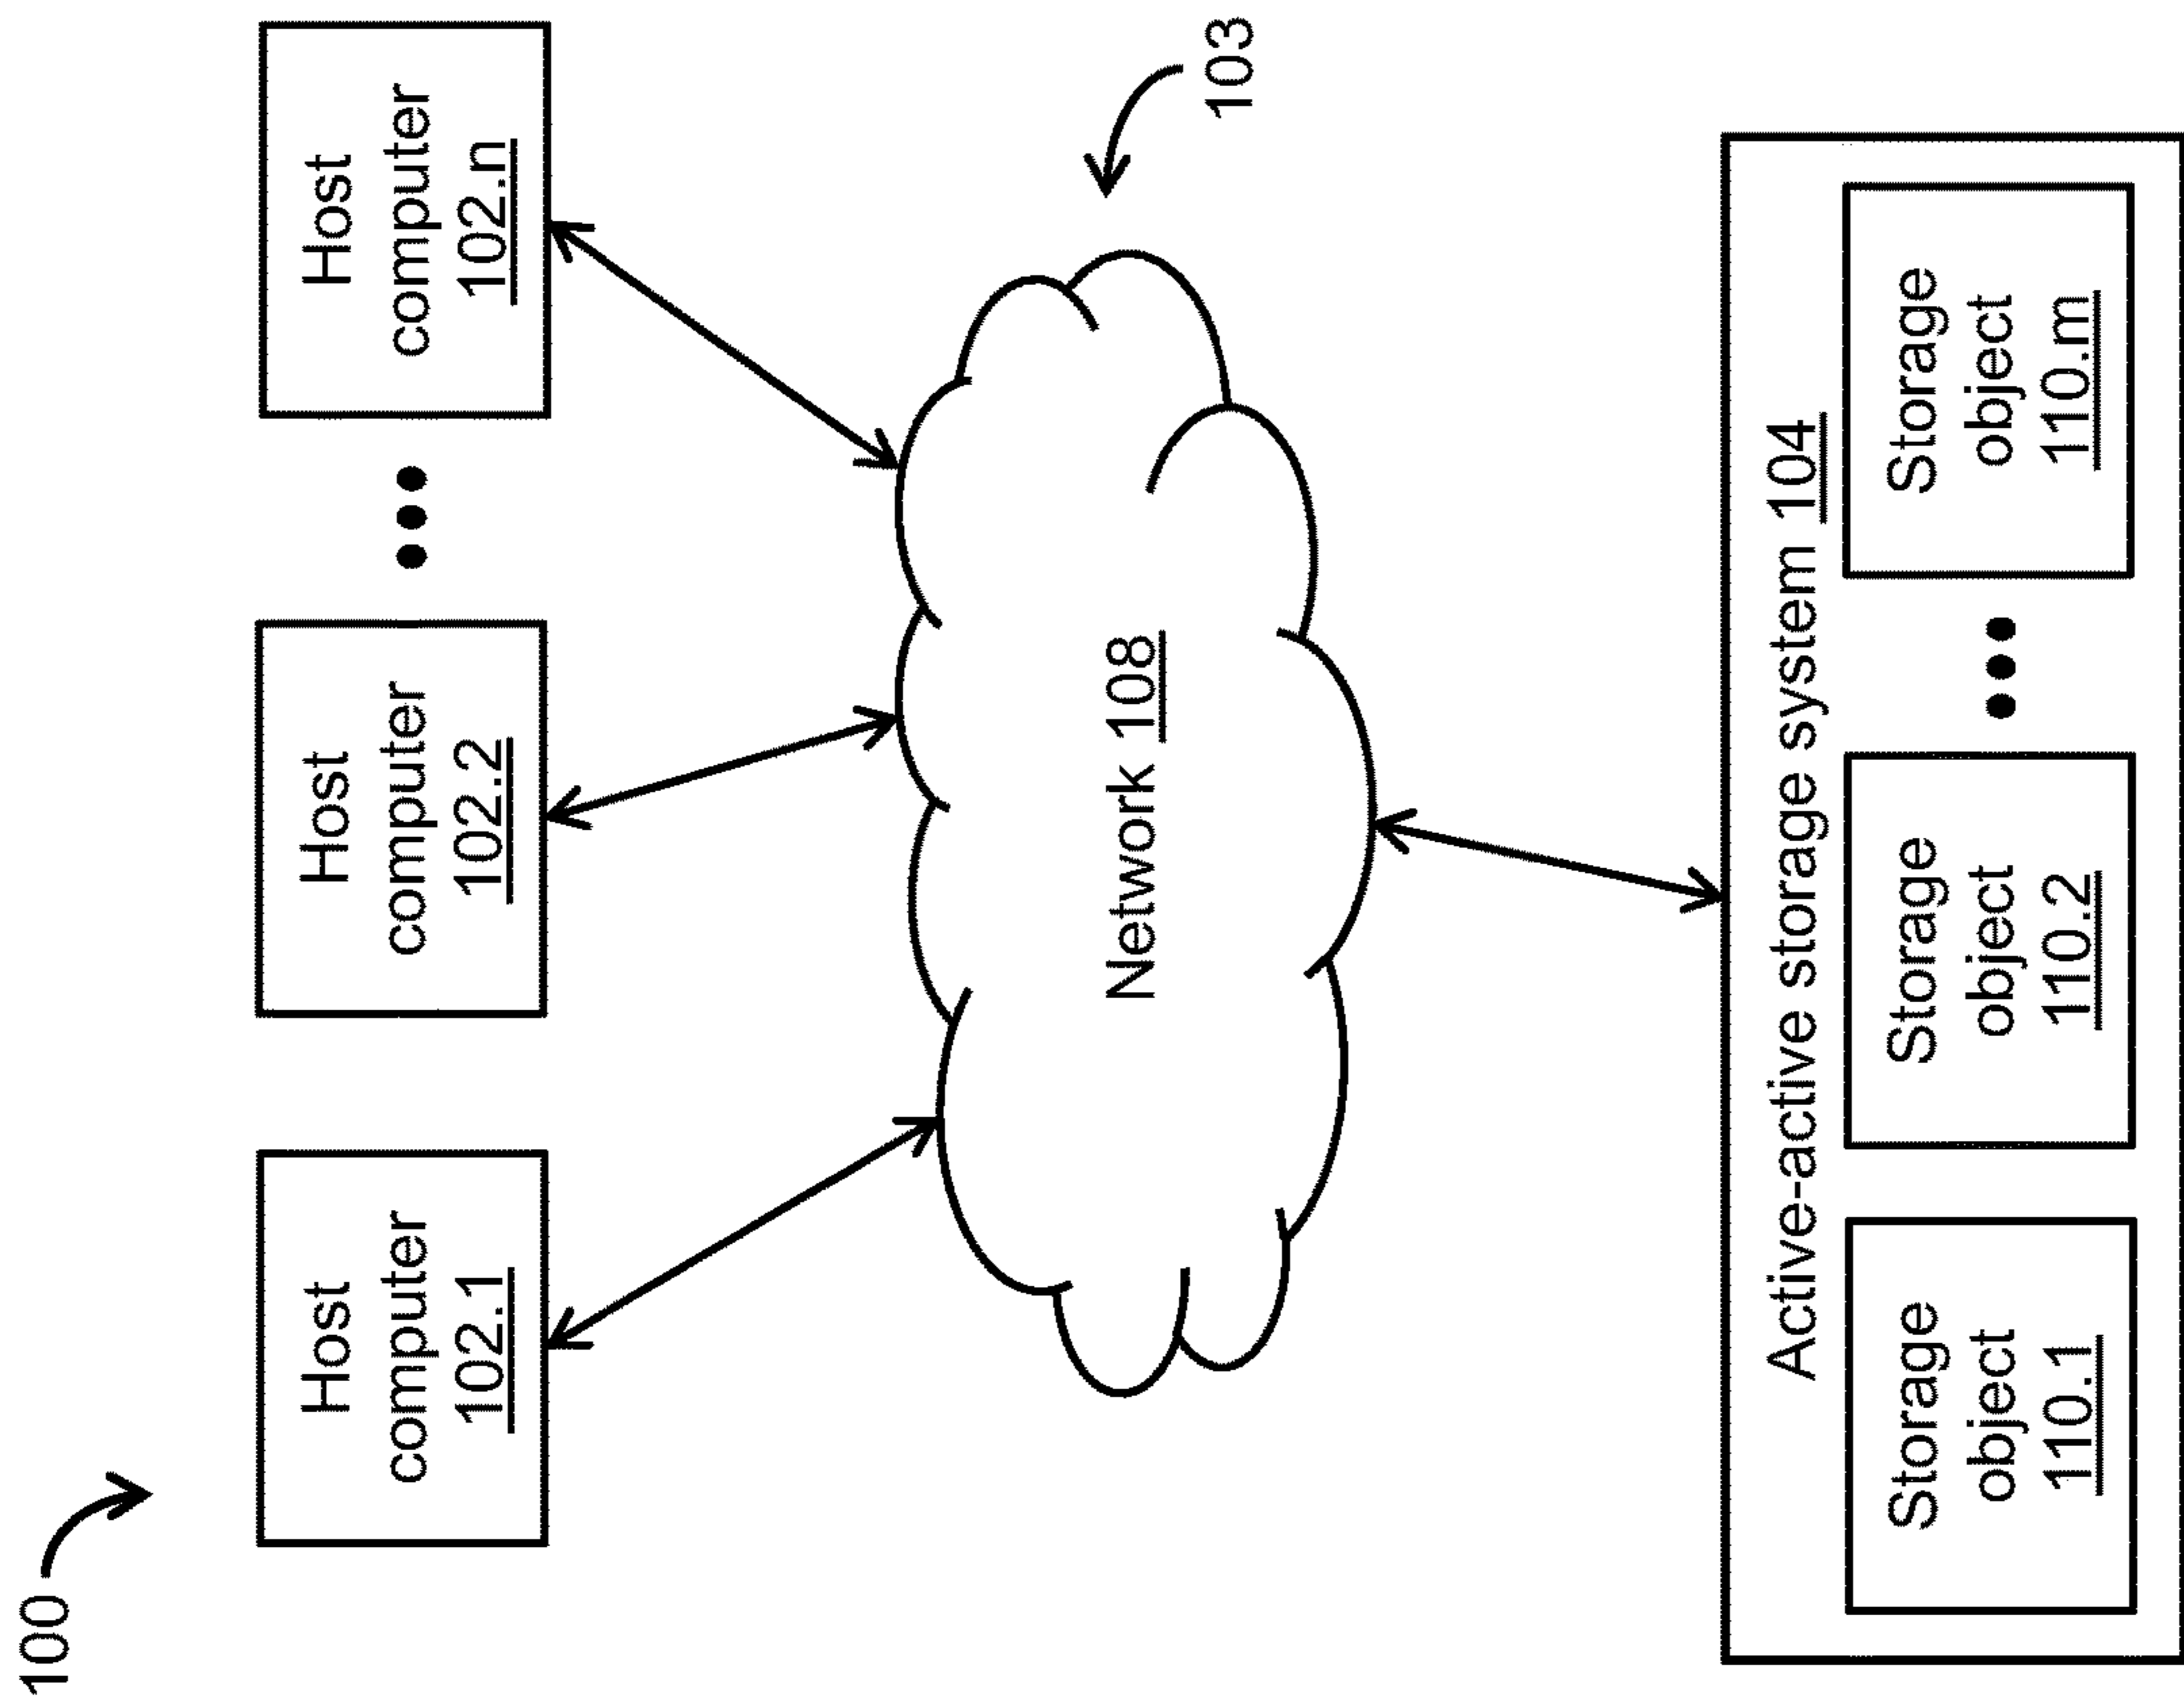 100
Host
computer
102.1
Host
computer
102.2
Host
computer
102.n
103
Network 108
Active-active storage system 104
Storage
object
110.1
Storage
object
110.2
Storage
object
110.m